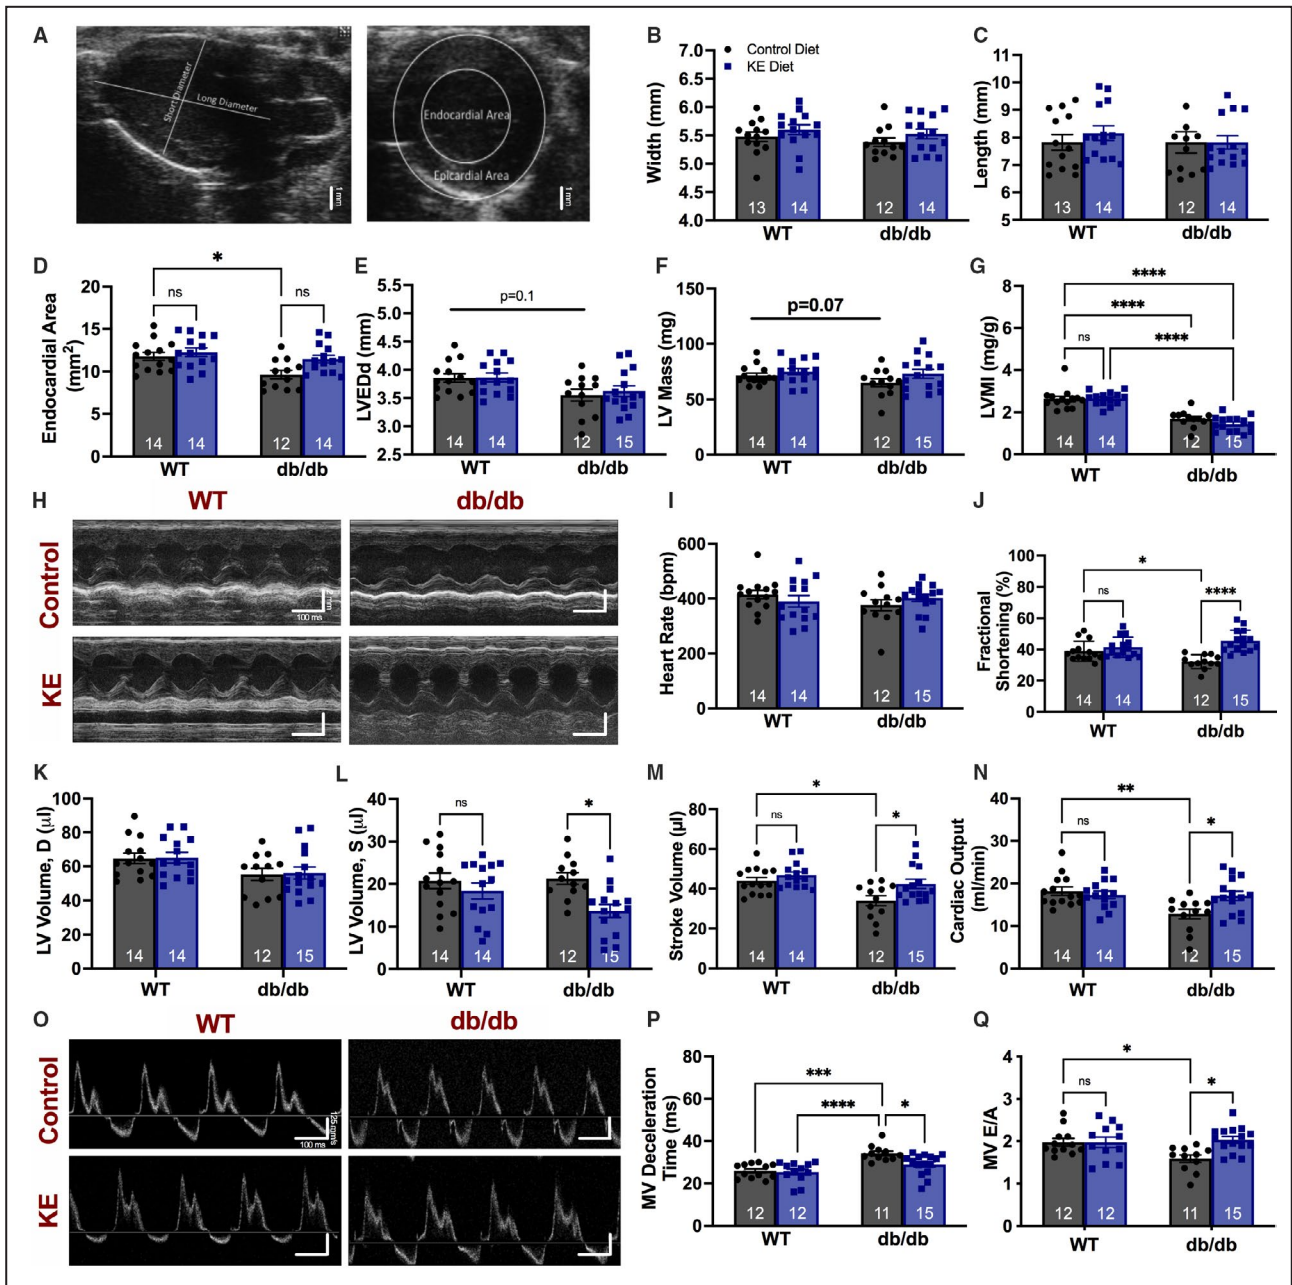 A
Short Diameter
Long Diameter
1 mm
Endocardial Area
Epicardial Area
1 mm
B
Width (mm)
7.0
6.5
6.0
5.5
5.0
4.5
4.0
Control Diet
KE Diet
13
14
12
14
WT
db/db
C
Length (mm)
11
10
9
8
7
6
5
13
14
12
14
WT
db/db
D
Endocardial Area
(mm²)
20
15
10
5
0
*
ns
ns
14
14
12
14
WT
db/db
E
LVEDd (mm)
5.5
5.0
4.5
4.0
3.5
3.0
2.5
p=0.1
14
14
12
15
WT
db/db
F
LV Mass (mg)
150
100
50
0
p=0.07
14
14
12
15
WT
db/db
G
LVMI (mg/g)
8
6
4
2
0
****
****
ns
****
14
14
12
15
WT
db/db
H
WT
db/db
Control
KE
100 ms
I
Heart Rate (bpm)
600
400
200
0
14
14
12
15
WT
db/db
J
Fractional
Shortening (%)
100
80
60
40
20
0
*
ns
****
14
14
12
15
WT
db/db
K
LV Volume, D (µl)
100
80
60
40
20
0
14
14
12
15
WT
db/db
L
LV Volume, S (µl)
40
30
20
10
0
ns
*
14
14
12
15
WT
db/db
M
Stroke Volume (µl)
80
60
40
20
0
*
ns
*
14
14
12
15
WT
db/db
N
Cardiac Output
(ml/min)
40
30
20
10
0
**
ns
*
14
14
12
15
WT
db/db
O
WT
db/db
Control
KE
100 ms
P
MV Deceleration
Time (ms)
80
60
40
20
0
***
****
*
12
12
11
15
WT
db/db
Q
MV E/A
4
3
2
1
0
*
ns
*
12
12
11
15
WT
db/db